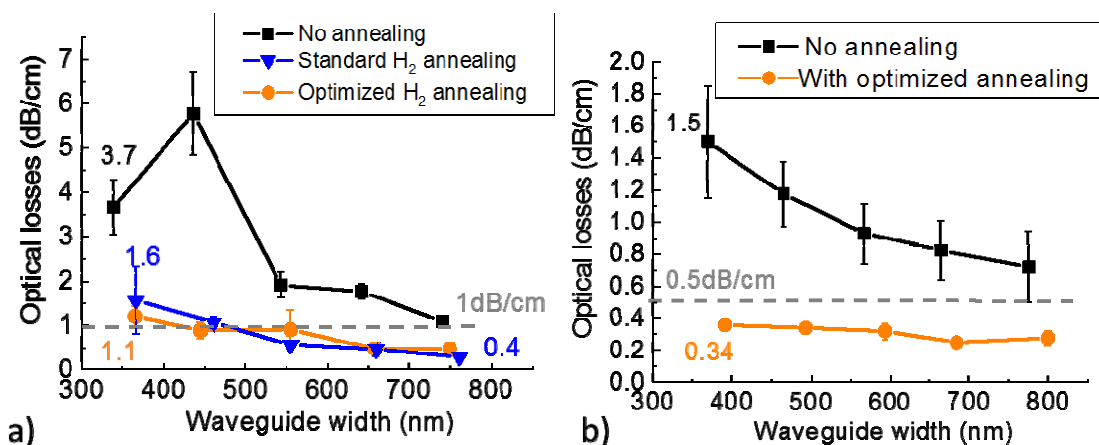 No annealing
Standard H₂ annealing
Optimized H₂ annealing
7
6
5
4
3
2
1
0
Optical losses (dB/cm)
3.7
1.6
1.1
1dB/cm
0.4
300 400 500 600 700 800
Waveguide width (nm)
a)
No annealing
With optimized annealing
2.0
1.8
1.6
1.4
1.2
1.0
0.8
0.6
0.4
0.2
0.0
Optical losses (dB/cm)
1.5
0.5dB/cm
0.34
300 400 500 600 700 800
Waveguide width (nm)
b)